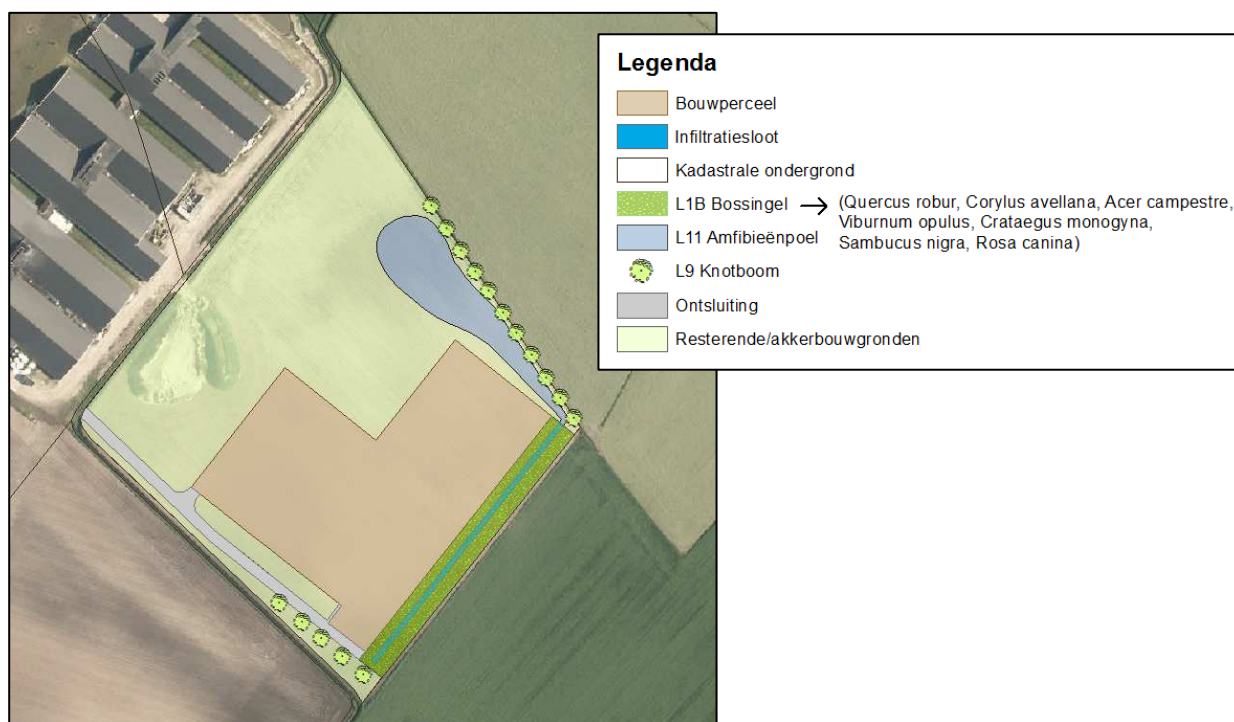 Legenda
Bouwperceel
Infiltratiesloot
Kadastrale ondergrond
L1B Bossingel → (Quercus robur, Corylus avellana, Acer campestre,
Viburnum opulus, Crataegus monogyna,
Sambucus nigra, Rosa canina)
L11 Amfibieënpoel
L9 Knotboom
Ontsluiting
Resterende/akkerbouwgronden